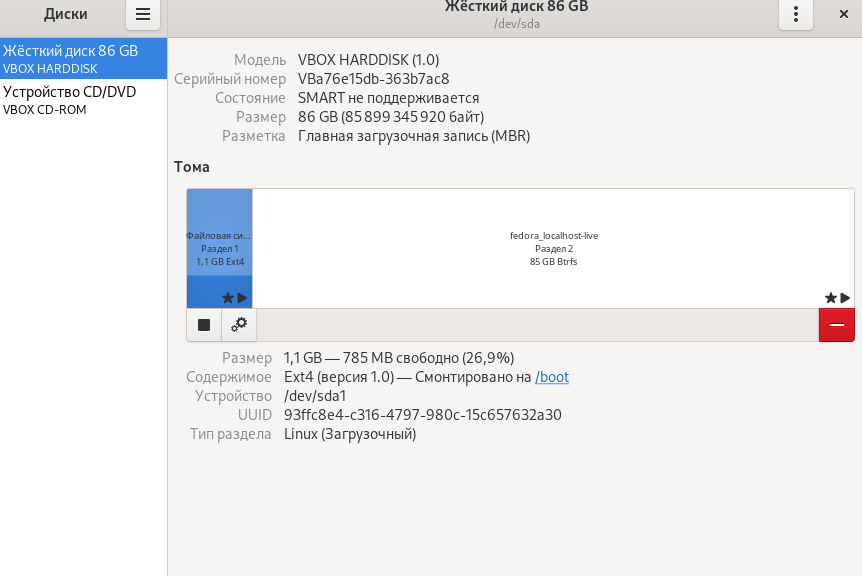 Диски
Жёсткий диск 86 GB
/dev/sda
Жёсткий диск 86 GB
VBOX HARDDISK
Устройство CD/DVD
VBOX CD-ROM
Модель VBOX HARDDISK (1.0)
Серийный номер VBa76e15db-363b7ac8
Состояние SMART не поддерживается
Размер 86 GB (85 899 345 920 байт)
Разметка Главная загрузочная запись (MBR)
Тома
Файловая си…
Раздел 1
1,1 GB Ext4
fedora_localhost-live
Раздел 2
85 GB Btrfs
Размер 1,1 GB — 785 MB свободно (26,9%)
Содержимое Ext4 (версия 1.0) — Смонтировано на /boot
Устройство /dev/sda1
UUID 93ffc8e4-c316-4797-980c-15c657632a30
Тип раздела Linux (Загрузочный)